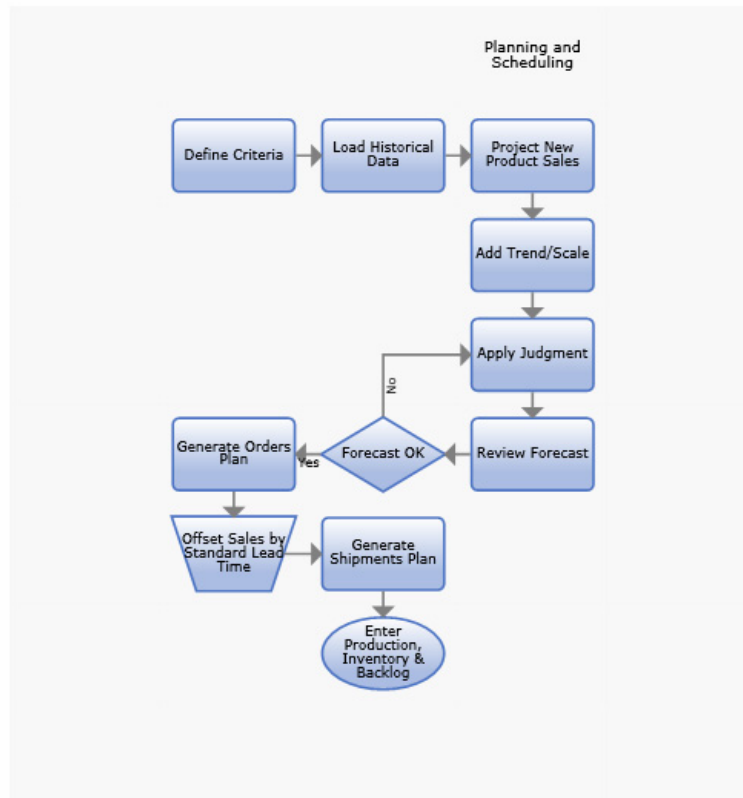 Planning and
Scheduling
Define Criteria
Load Historical
Data
Project New
Product Sales
Add Trend/Scale
Apply Judgment
No
Generate Orders
Plan
Yes
Forecast OK
Review Forecast
Offset Sales by
Standard Lead
Time
Generate
Shipments Plan
Enter
Production,
Inventory &
Backlog